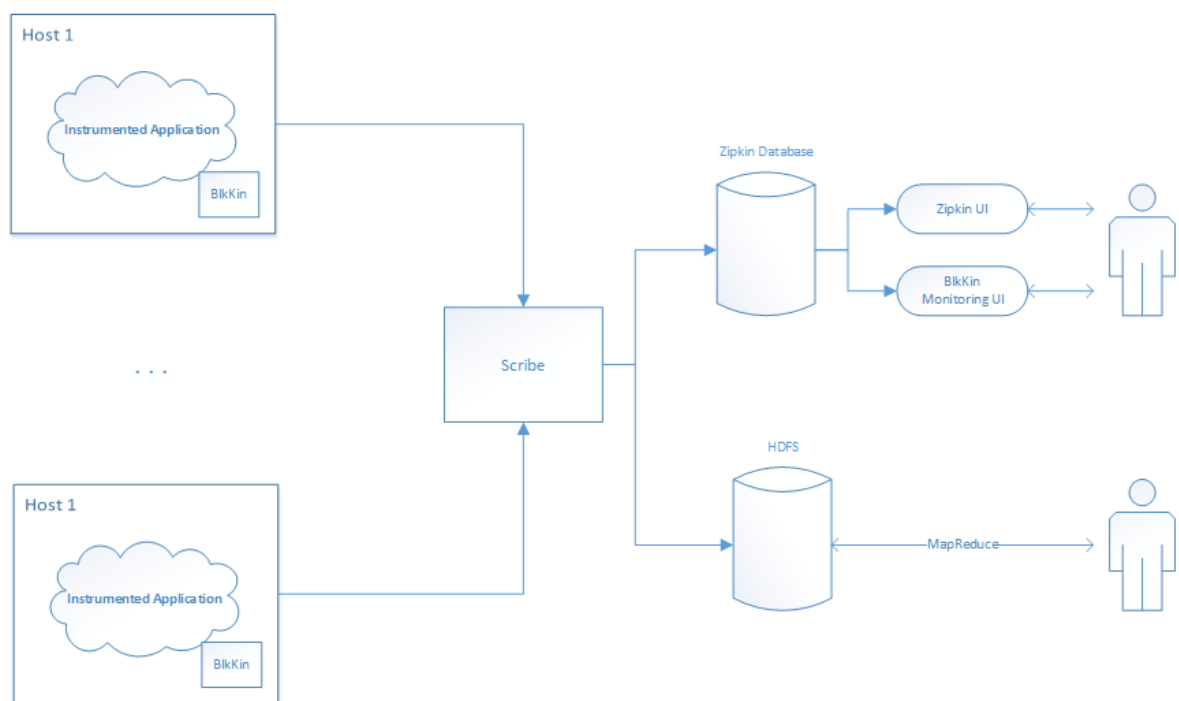 Host 1
Instrumented Application
BlkKin
. . .
Host 1
Instrumented Application
BlkKin
Scribe
Zipkin Database
Zipkin UI
BlkKin
Monitoring UI
HDFS
MapReduce